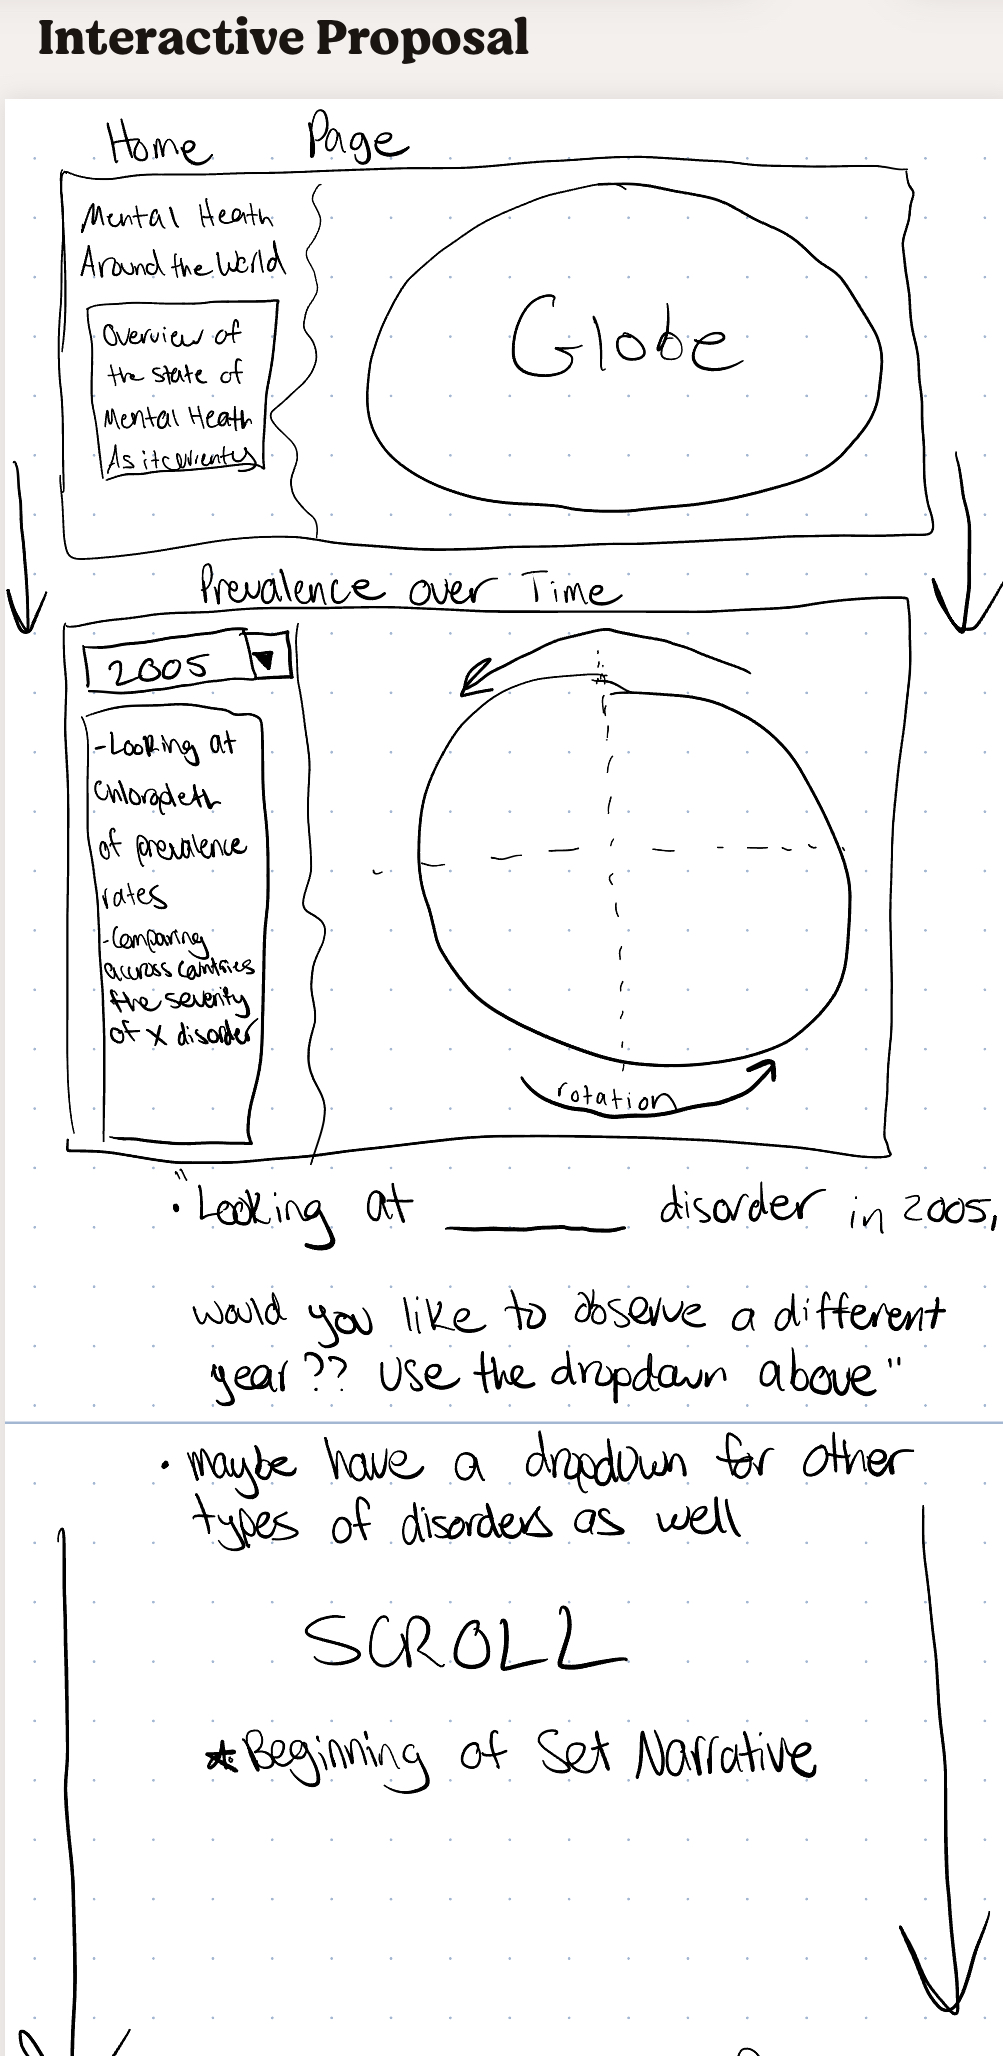 Interactive Proposal
Home Page
Mental Heath
Around the World
Globe
Overview of
the state of
Mental Heath
As it
Prevalence over Time
2005
-Looking at
of prevalence
rates
-Comparing
across
the severity
of X disorder
rotation
• "Looking at ______ disorder in 2005,
would you like to observe a different
year?? Use the dropdown above"
• maybe have a dropdown for other
types of disorders as well
SCROLL
★Beginning of Set Narrative